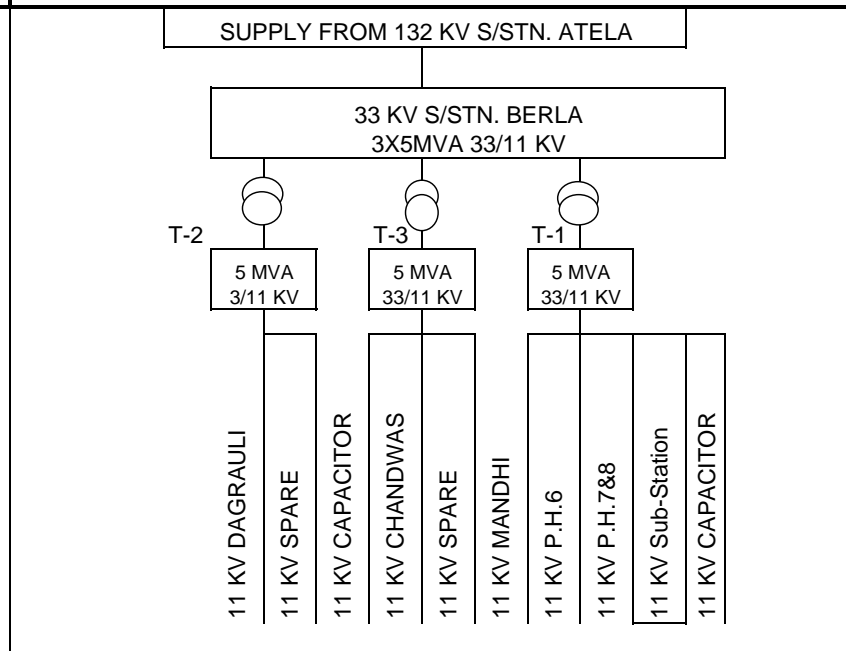 SUPPLY FROM 132 KV S/STN. ATELA
33 KV S/STN. BERLA
3X5MVA 33/11 KV
T-2
T-3
T-1
5 MVA
3/11 KV
5 MVA
33/11 KV
5 MVA
33/11 KV
11 KV DAGRAULI
11 KV SPARE
11 KV CAPACITOR
11 KV CHANDWAS
11 KV SPARE
11 KV MANDHI
11 KV P.H.6
11 KV P.H.7&8
11 KV Sub-Station
11 KV CAPACITOR